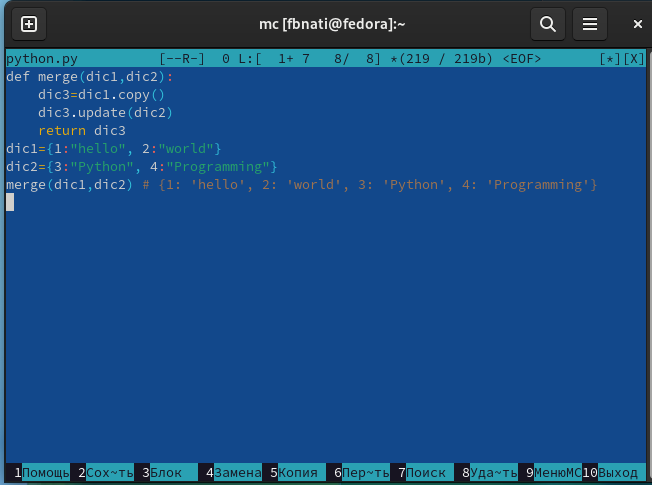 mc [fbnati@fedora]:~
python.py [--R-] 0 L:[ 1+ 7 8/ 8] *(219 / 219b) <EOF> [*][X]
def merge(dic1,dic2):
    dic3=dic1.copy()
    dic3.update(dic2)
    return dic3
dic1={1:"hello", 2:"world"}
dic2={3:"Python", 4:"Programming"}
merge(dic1,dic2) # {1: 'hello', 2: 'world', 3: 'Python', 4: 'Programming'}
1Помощь 2Сох~ть 3Блок 4Замена 5Копия 6Пер~ть 7Поиск 8Уда~ть 9МенюMC 10Выход